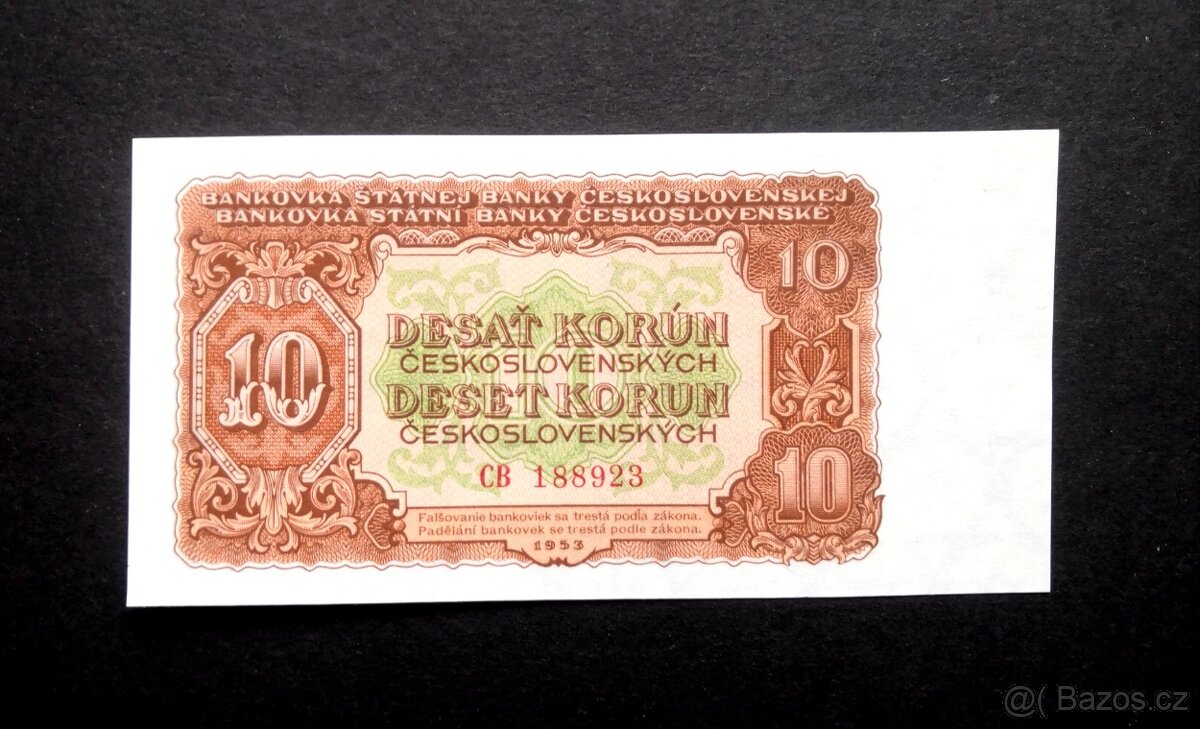 BANKOVKA ŠTÁTNEJ BANKY ČESKOSLOVENSKEJ
BANKOVKA STÁTNÍ BANKY ČESKOSLOVENSKÉ
10
10
DESAŤ KORÚN
ČESKOSLOVENSKÝCH
DESET KORUN
ČESKOSLOVENSKÝCH
CB 188923
10
Falšovanie bankoviek sa trestá podľa zákona.
Padělání bankovek se trestá podle zákona.
1953
@( Bazos.cz